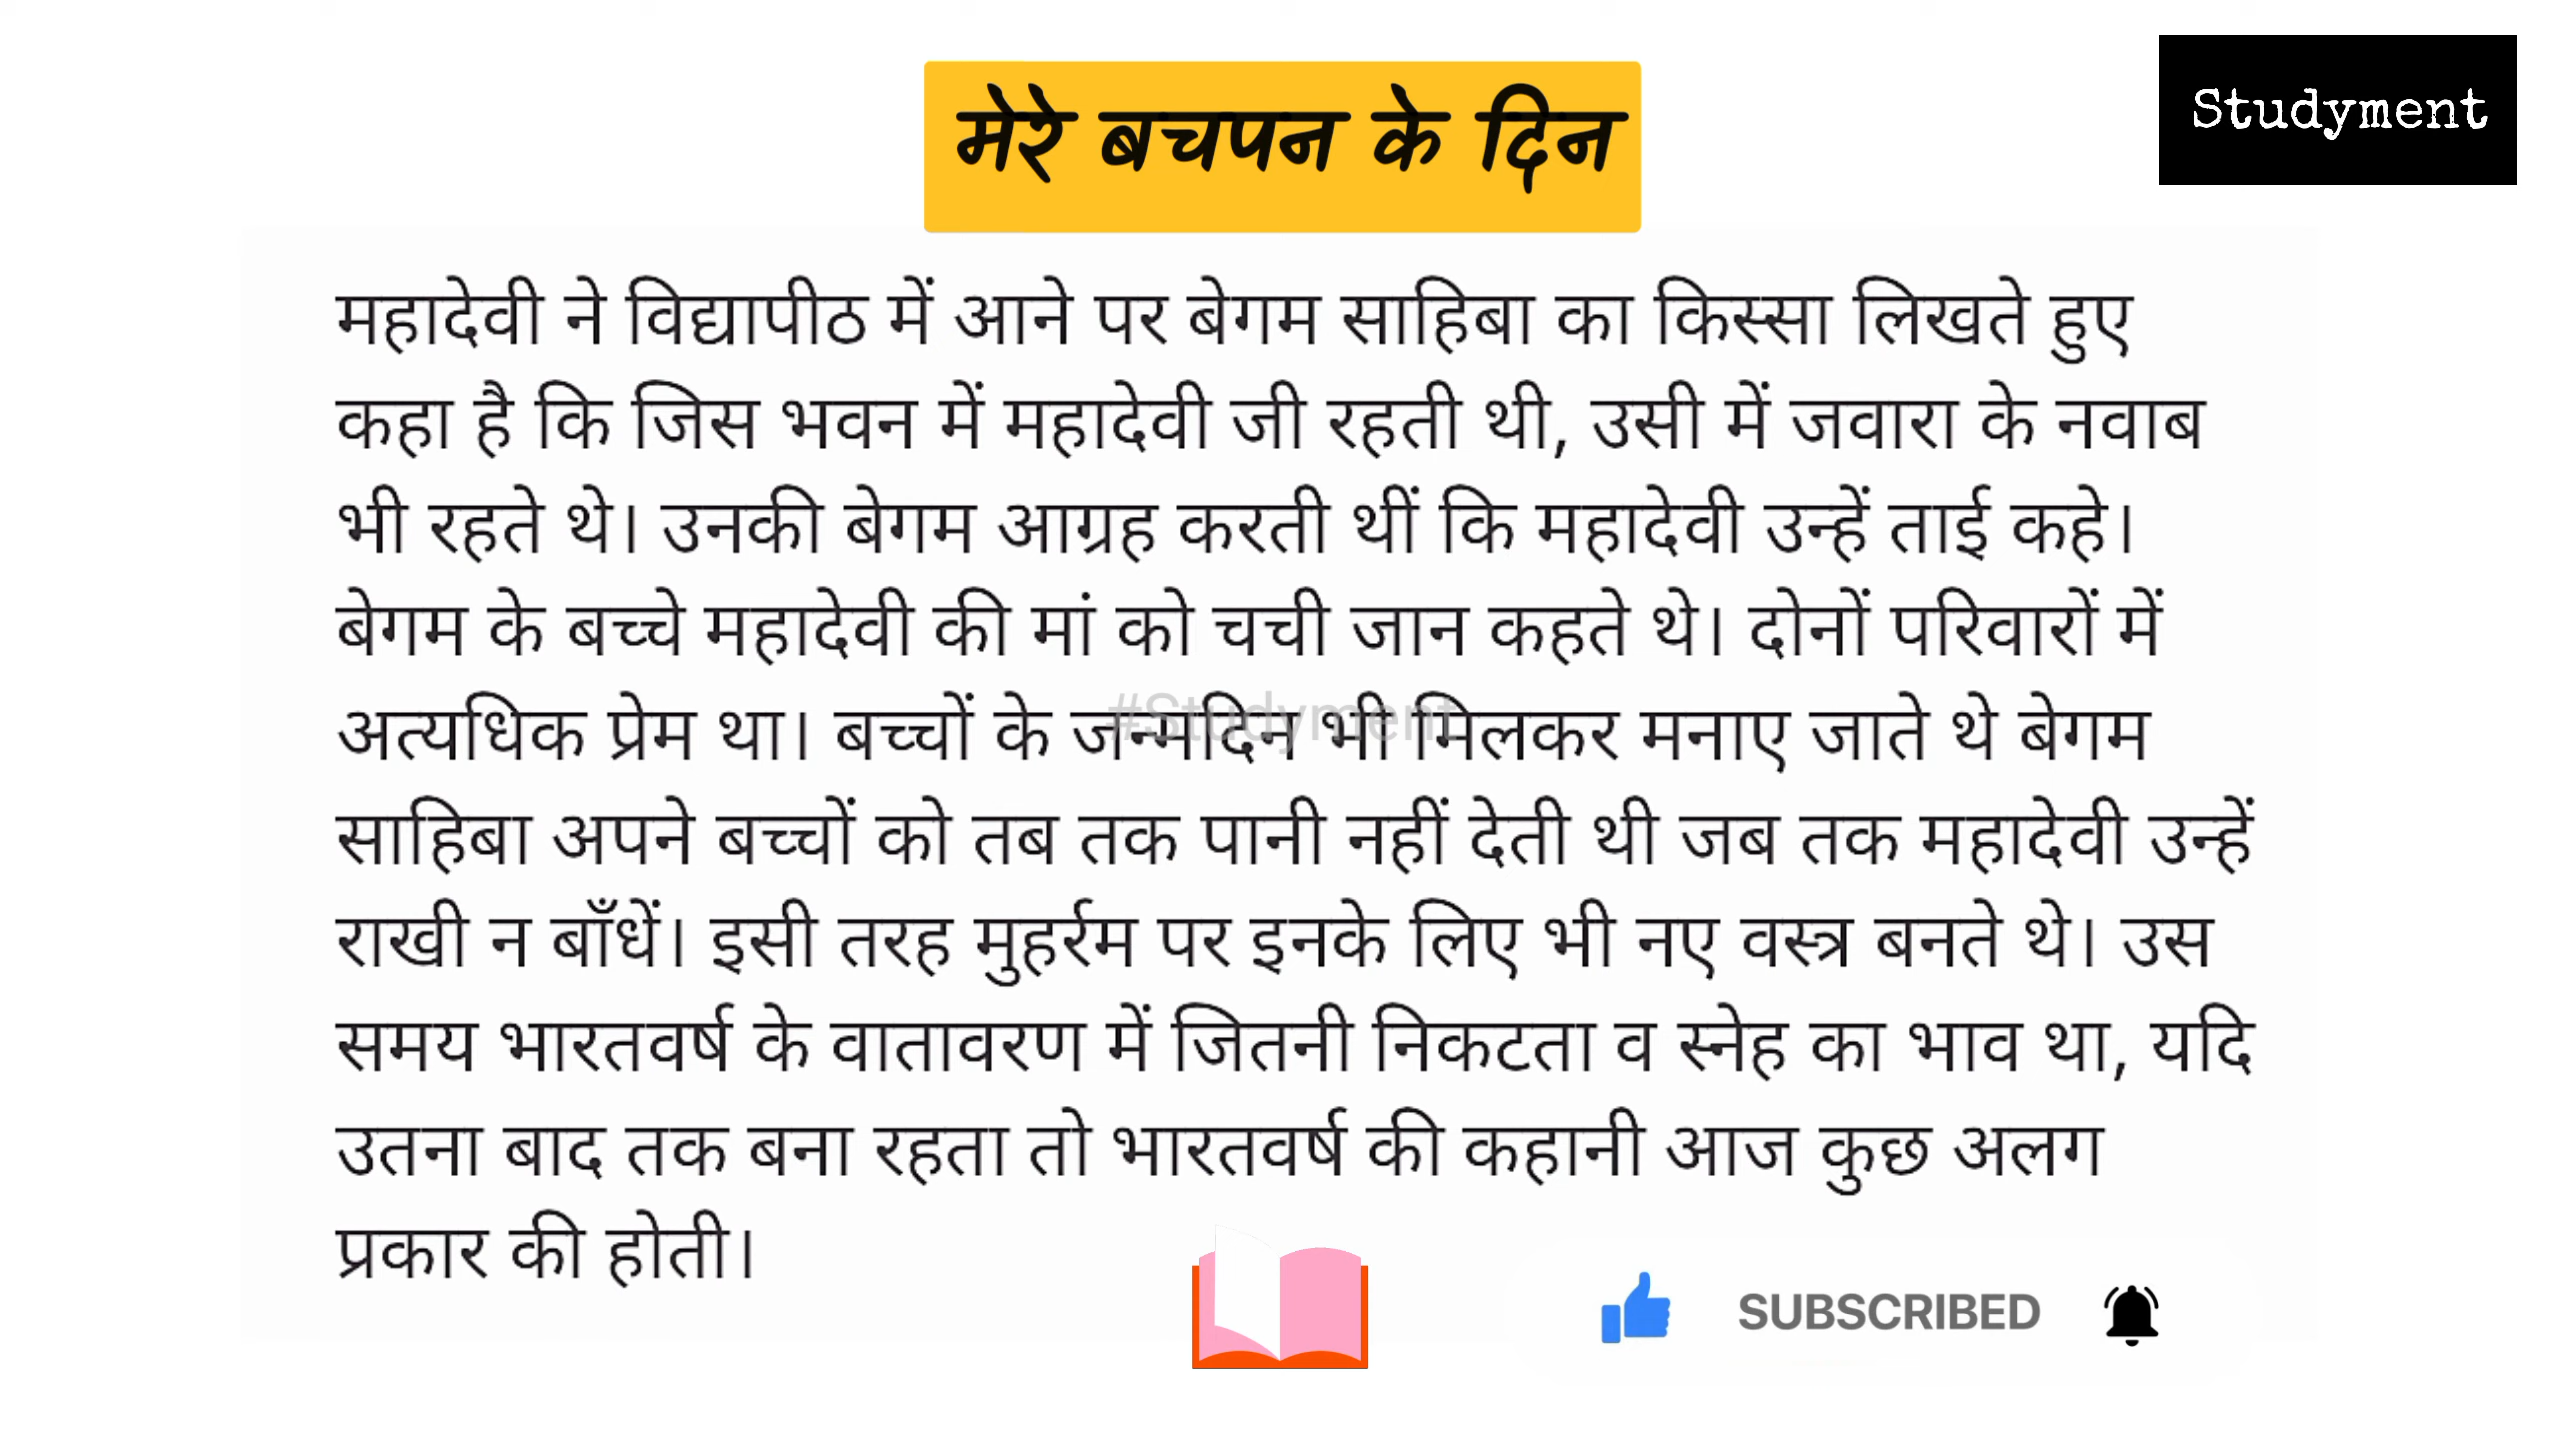 मेरे बचपन के दिन
Studyment
महादेवी ने विद्यापीठ में आने पर बेगम साहिबा का किस्सा लिखते हुए
कहा है कि जिस भवन में महादेवी जी रहती थी, उसी में जवारा के नवाब
भी रहते थे। उनकी बेगम आग्रह करती थीं कि महादेवी उन्हें ताई कहे।
बेगम के बच्चे महादेवी की मां को चची जान कहते थे। दोनों परिवारों में
अत्यधिक प्रेम था। बच्चों के जन्मदिन भी मिलकर मनाए जाते थे बेगम
#Studyment
साहिबा अपने बच्चों को तब तक पानी नहीं देती थी जब तक महादेवी उन्हें
राखी न बाँधें। इसी तरह मुहर्रम पर इनके लिए भी नए वस्त्र बनते थे। उस
समय भारतवर्ष के वातावरण में जितनी निकटता व स्नेह का भाव था, यदि
उतना बाद तक बना रहता तो भारतवर्ष की कहानी आज कुछ अलग
प्रकार की होती।
SUBSCRIBED